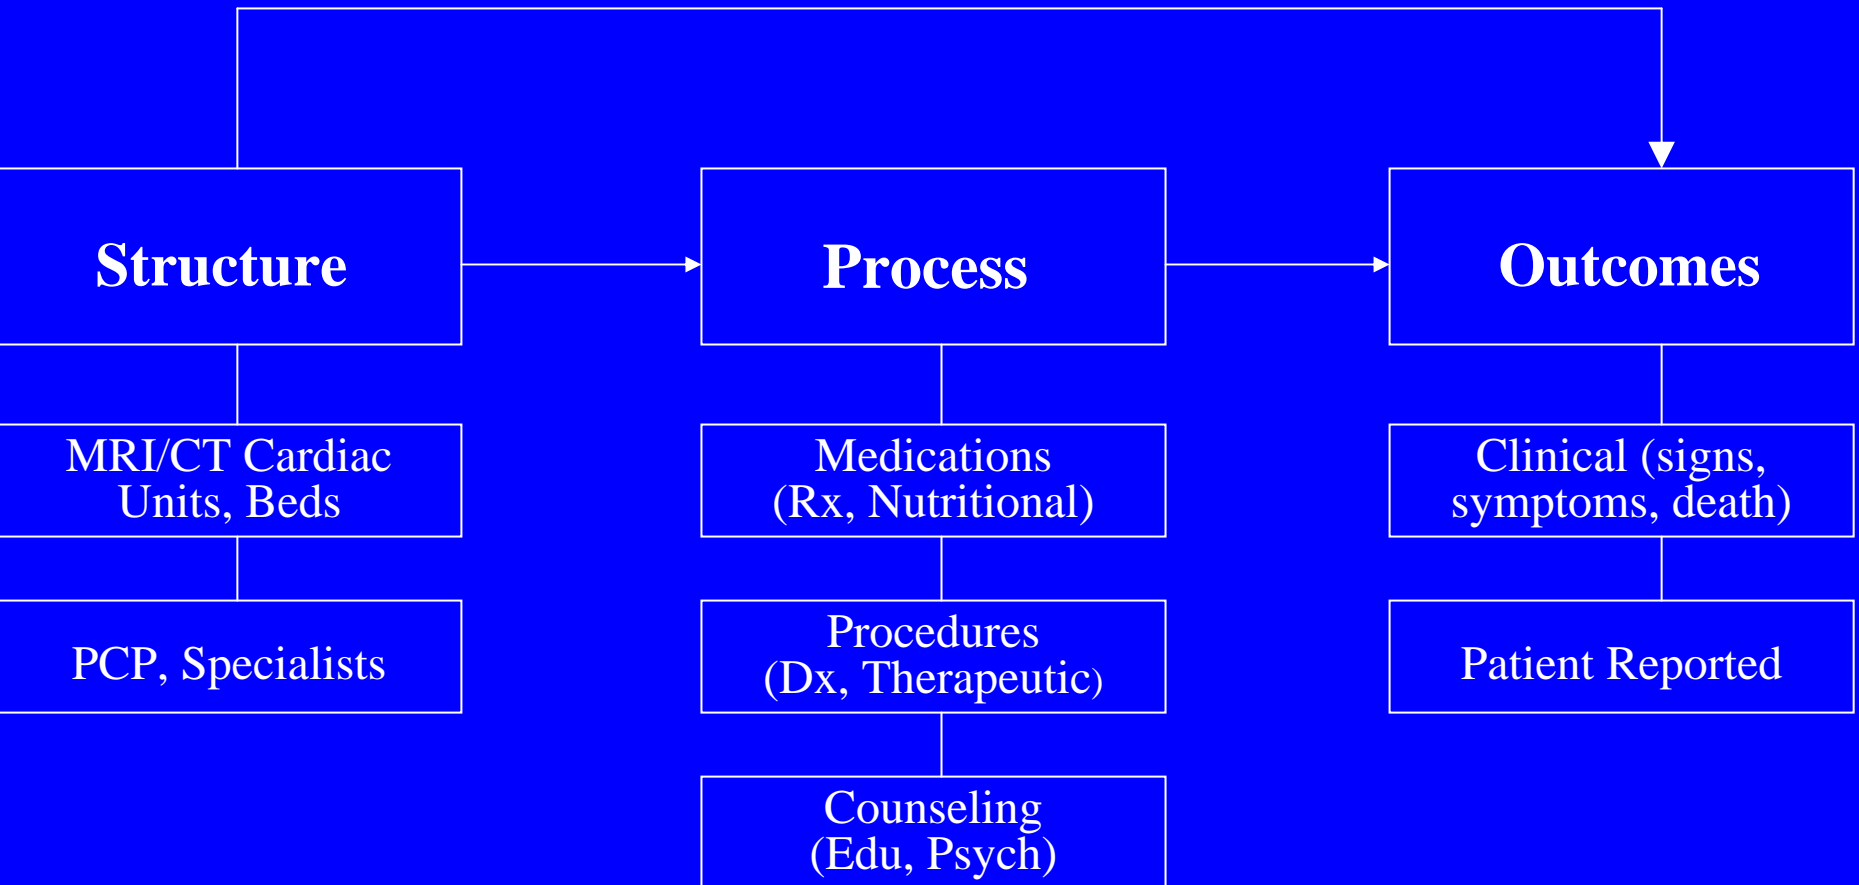 Structure
Process
Outcomes
MRI/CT Cardiac
Units, Beds
Medications
(Rx, Nutritional)
Clinical (signs,
symptoms, death)
PCP, Specialists
Procedures
(Dx, Therapeutic)
Patient Reported
Counseling
(Edu, Psych)